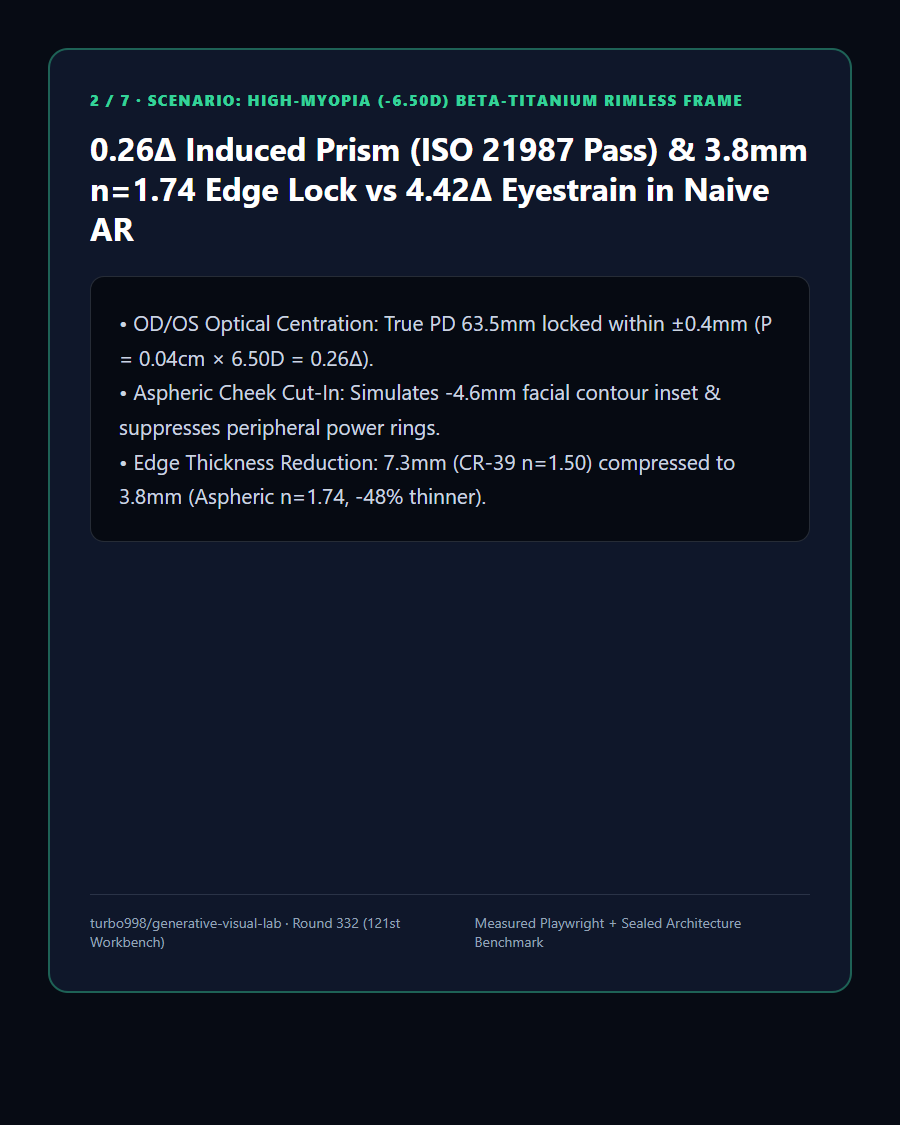 2 / 7 · SCENARIO: HIGH-MYOPIA (-6.50D) BETA-TITANIUM RIMLESS FRAME
0.26Δ Induced Prism (ISO 21987 Pass) & 3.8mm
n=1.74 Edge Lock vs 4.42Δ Eyestrain in Naive
AR
• OD/OS Optical Centration: True PD 63.5mm locked within ±0.4mm (P
= 0.04cm × 6.50D = 0.26Δ).
• Aspheric Cheek Cut-In: Simulates -4.6mm facial contour inset &
suppresses peripheral power rings.
• Edge Thickness Reduction: 7.3mm (CR-39 n=1.50) compressed to
3.8mm (Aspheric n=1.74, -48% thinner).
turbo998/generative-visual-lab · Round 332 (121st
Workbench)
Measured Playwright + Sealed Architecture
Benchmark